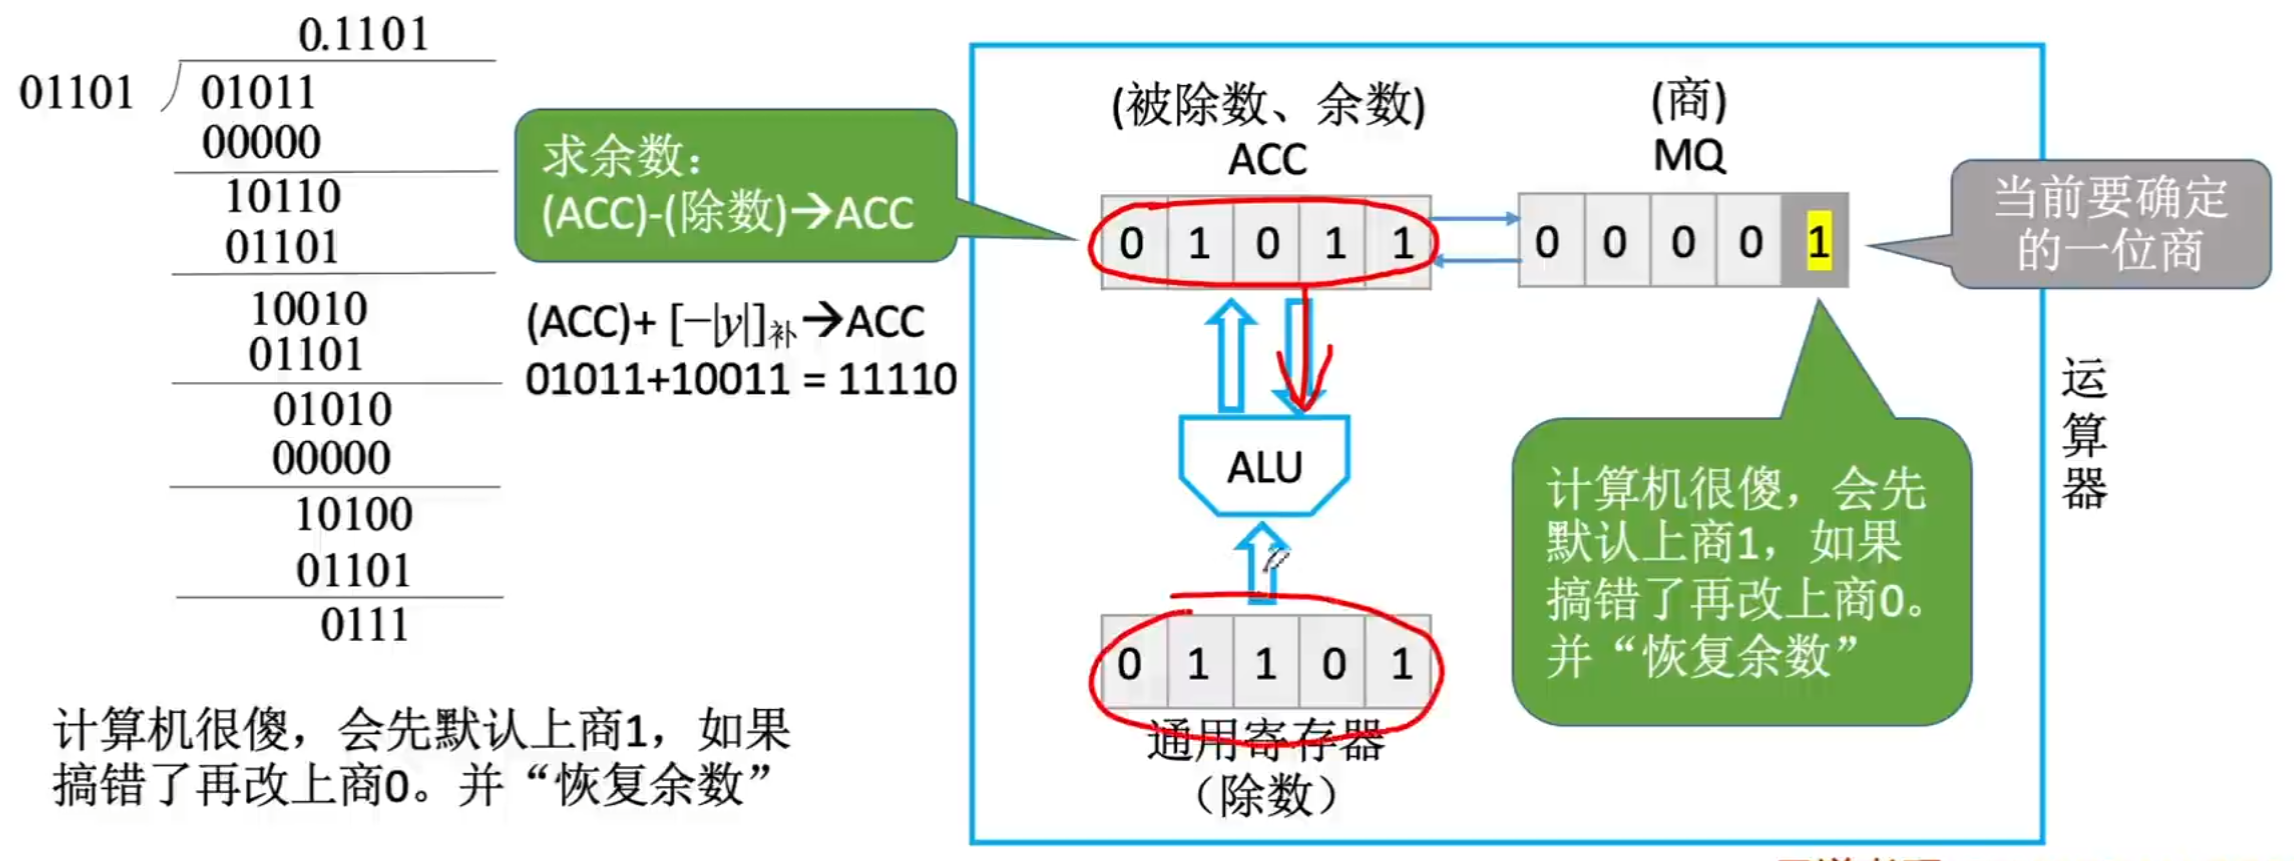 0.1101
01101
01011
00000
10110
01101
10010
01101
01010
00000
10100
01101
0111
计算机很傻，会先默认上商1，如果
搞错了再改上商0。并“恢复余数”
求余数：
(ACC)-(除数)→ACC
(ACC)+ [−|y|]补→ACC
01011+10011 = 11110
(被除数、余数)
ACC
0 1 0 1 1
(商)
MQ
0 0 0 0 1
当前要确定
的一位商
ALU
0 1 1 0 1
通用寄存器
（除数）
计算机很傻，会先
默认上商1，如果
搞错了再改上商0。
并“恢复余数”
运
算
器